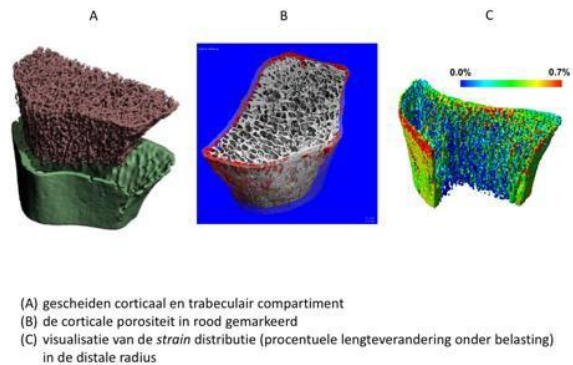 A B C
0.0% 0.7%
(A) gescheiden corticaal en trabeculair compartiment
(B) de corticale porositeit in rood gemarkeerd
(C) visualisatie van de strain distributie (procentuele lengteverandering onder belasting)
in de distale radius